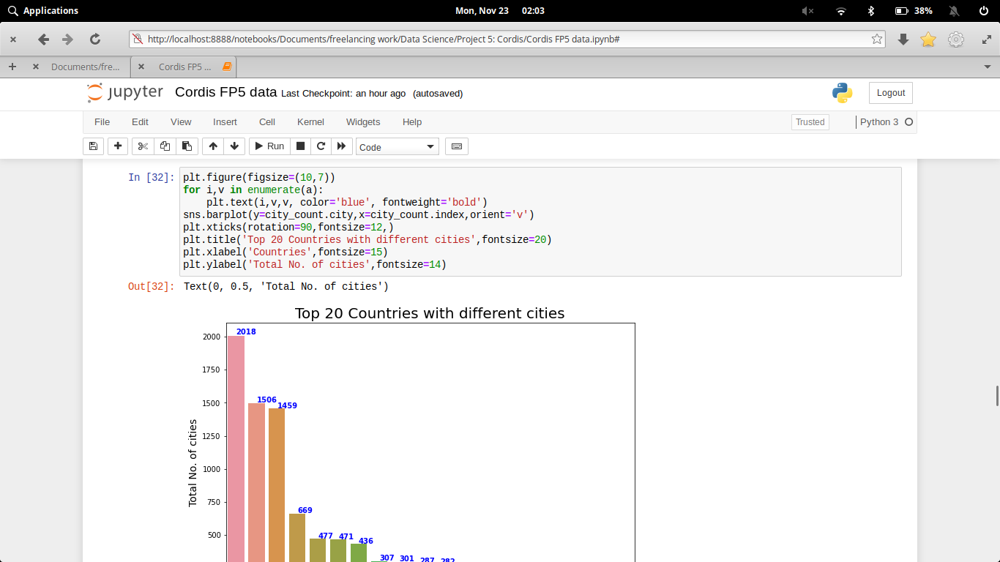 Applications
Mon, Nov 23 02:03
38%
http://localhost:8888/notebooks/Documents/freelancing work/Data Science/Project 5: Cordis/Cordis FP5 data.ipynb#
Documents/fre...
Cordis FP5 ...
jupyter Cordis FP5 data Last Checkpoint: an hour ago (autosaved)
Logout
File Edit View Insert Cell Kernel Widgets Help
Trusted
Python 3
Run
Code
In [32]:
plt.figure(figsize=(10,7))
for i,v in enumerate(a):
    plt.text(i,v,v, color='blue', fontweight='bold')
sns.barplot(y=city_count.city,x=city_count.index,orient='v')
plt.xticks(rotation=90,fontsize=12,)
plt.title('Top 20 Countries with different cities',fontsize=20)
plt.xlabel('Countries',fontsize=15)
plt.ylabel('Total No. of cities',fontsize=14)
Out[32]: Text(0, 0.5, 'Total No. of cities')
Top 20 Countries with different cities
Total No. of cities
2000
1750
1500
1250
1000
750
500
2018
1506
1459
669
477
471
436
307
301
287
282